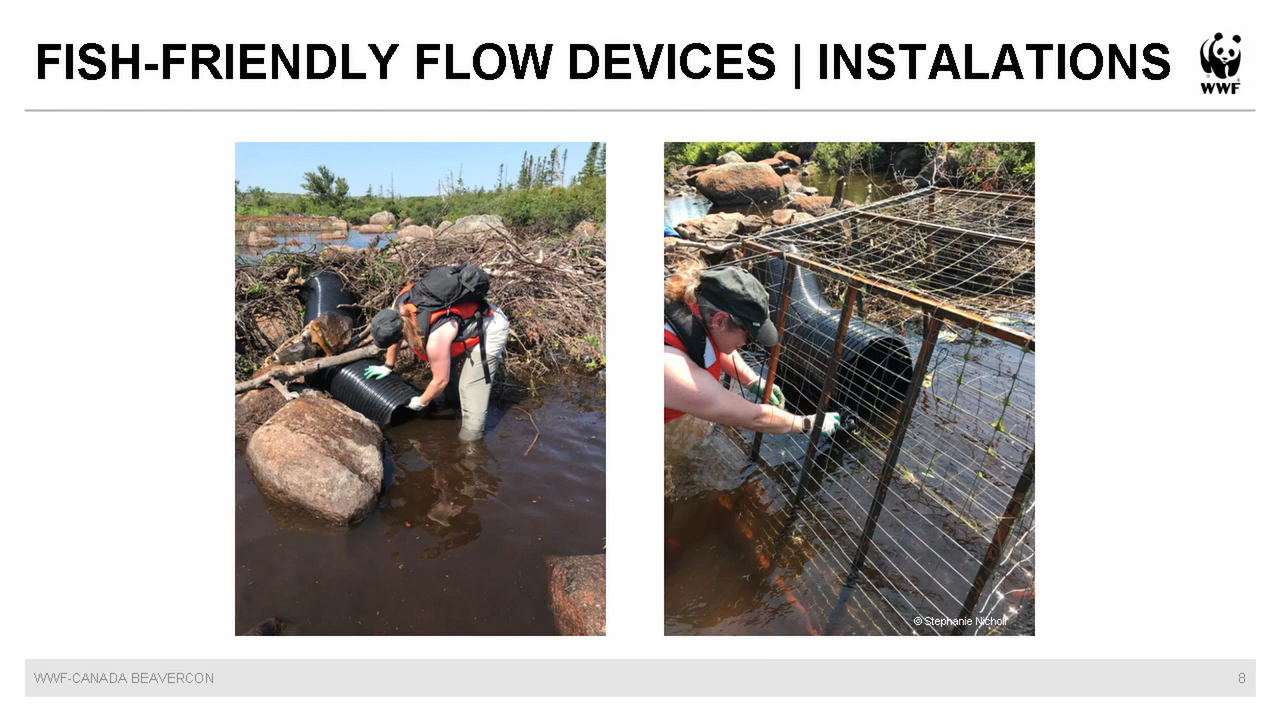 FISH-FRIENDLY FLOW DEVICES | INSTALATIONS
WWF
© Stephanie Nicholl
WWF-CANADA BEAVERCON
8